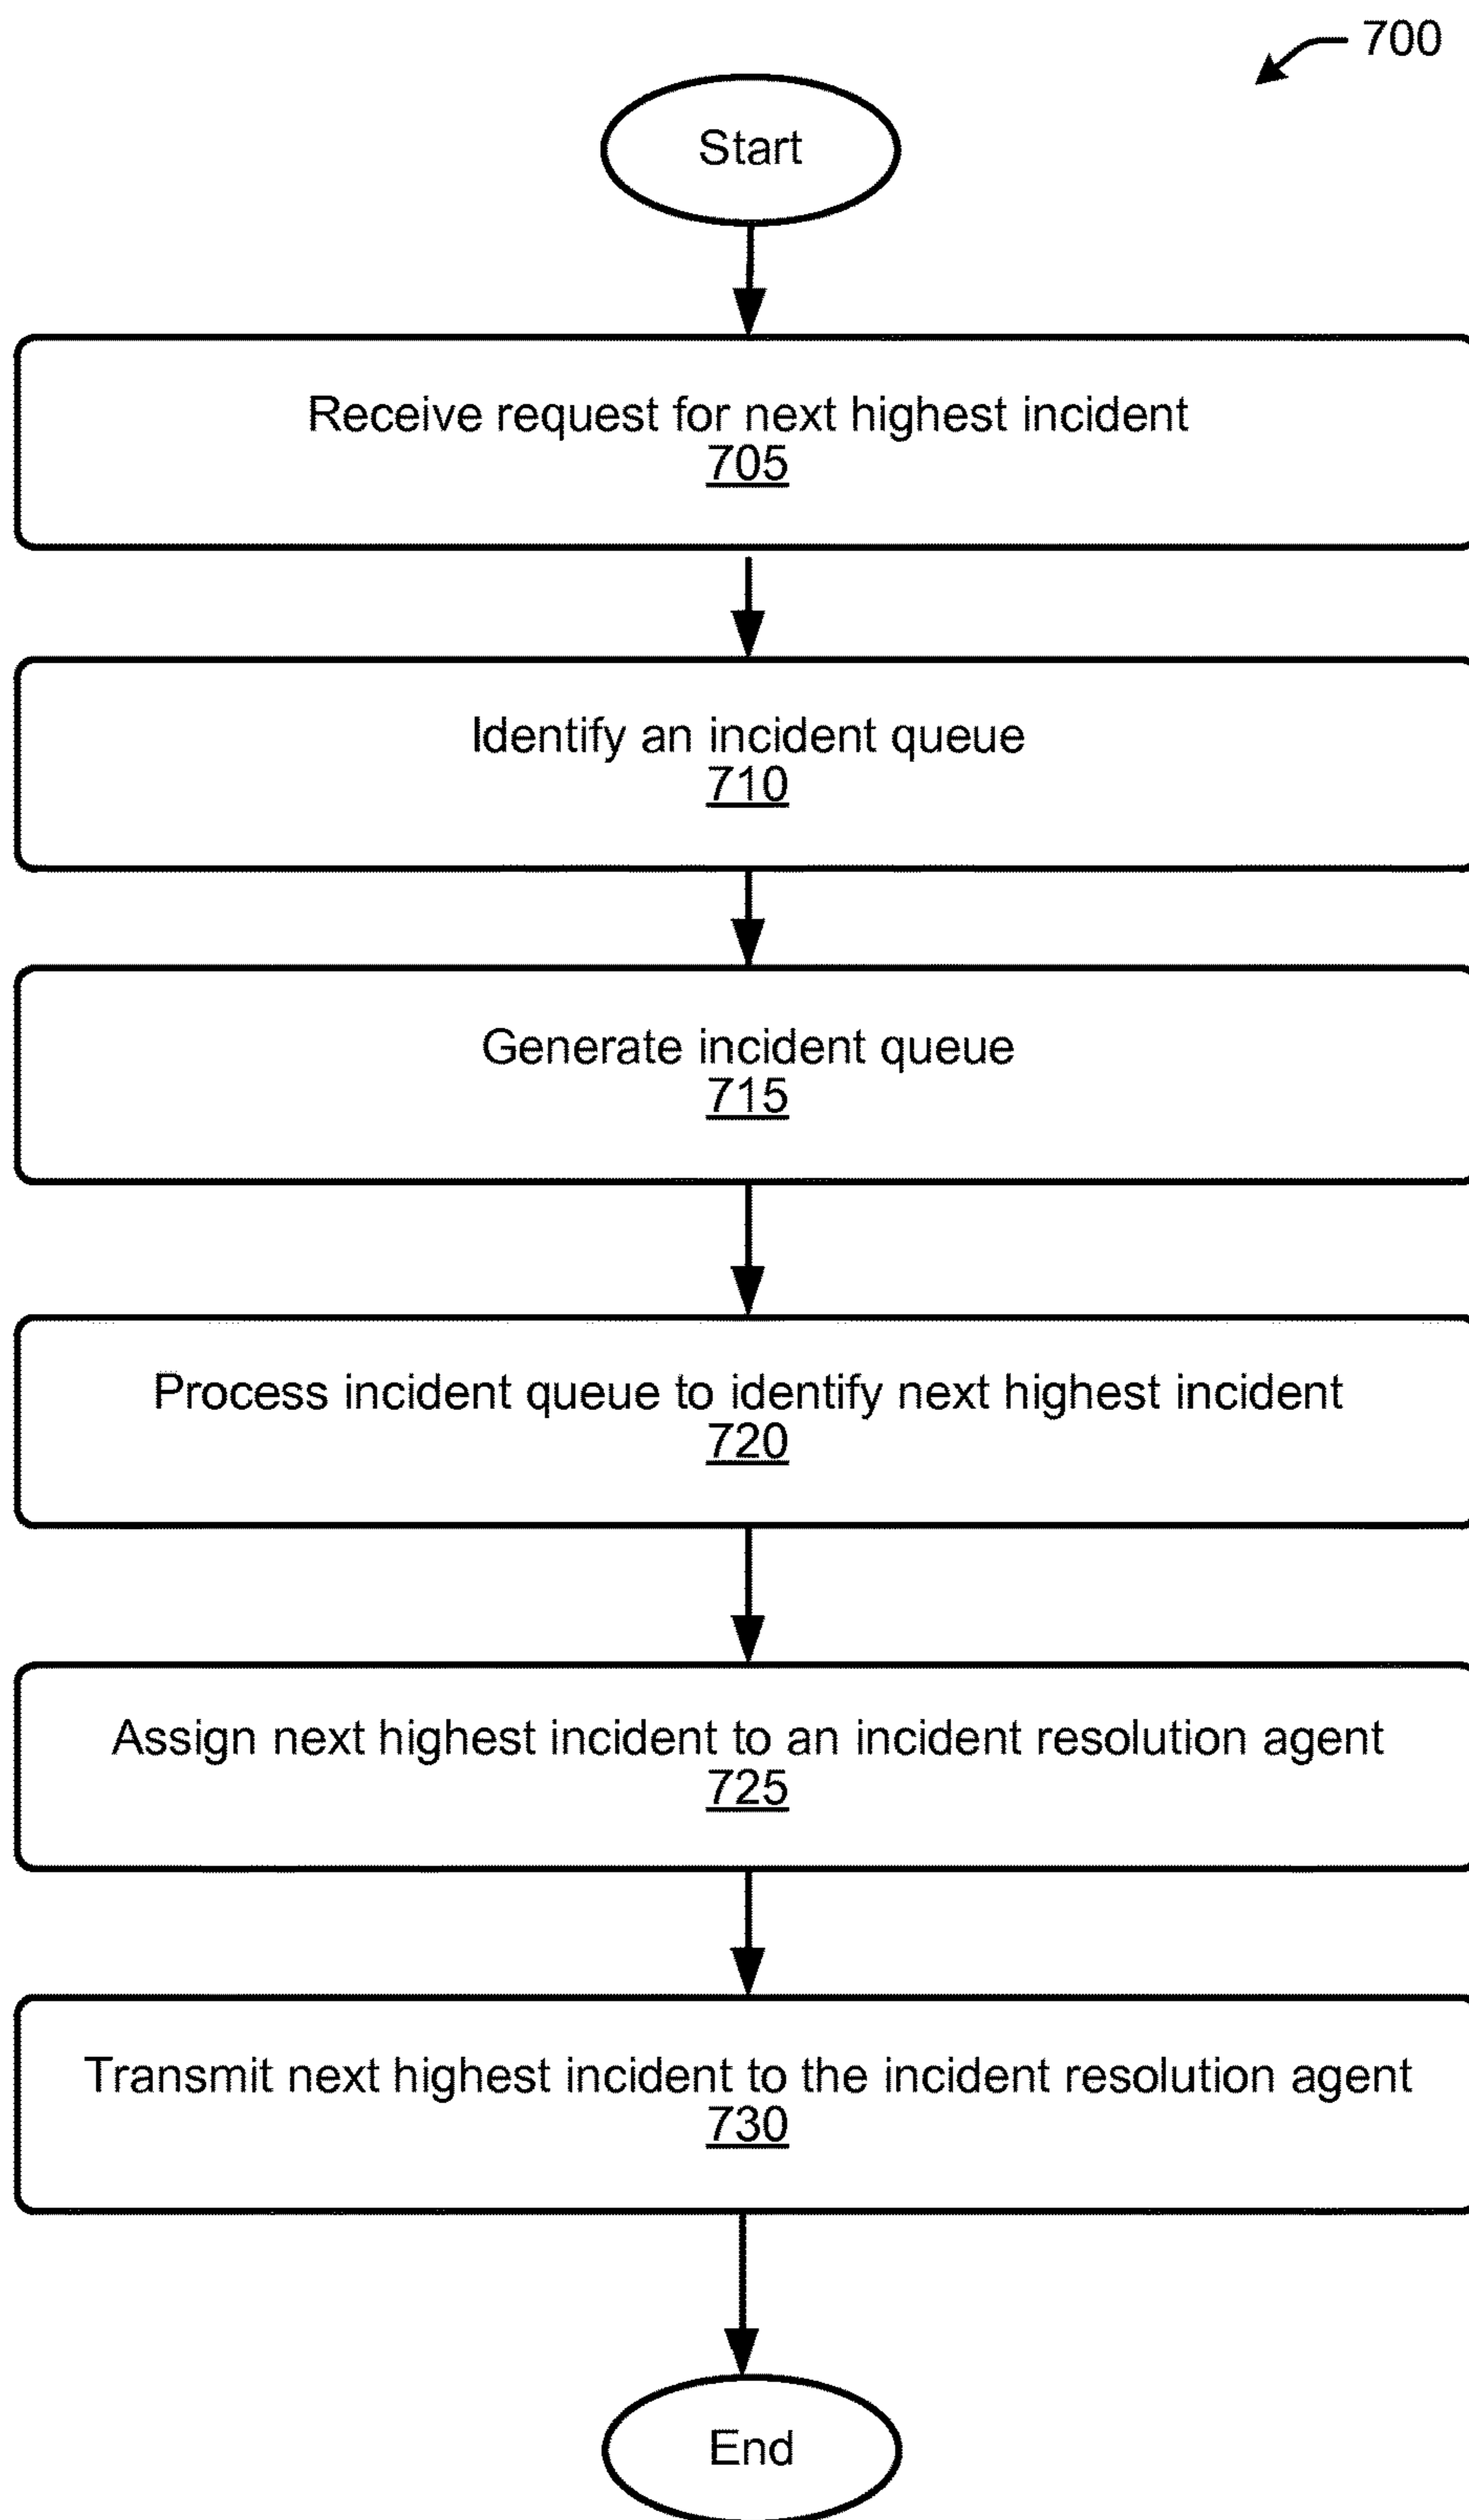 700
Start
Receive request for next highest incident
705
Identify an incident queue
710
Generate incident queue
715
Process incident queue to identify next highest incident
720
Assign next highest incident to an incident resolution agent
725
Transmit next highest incident to the incident resolution agent
730
End